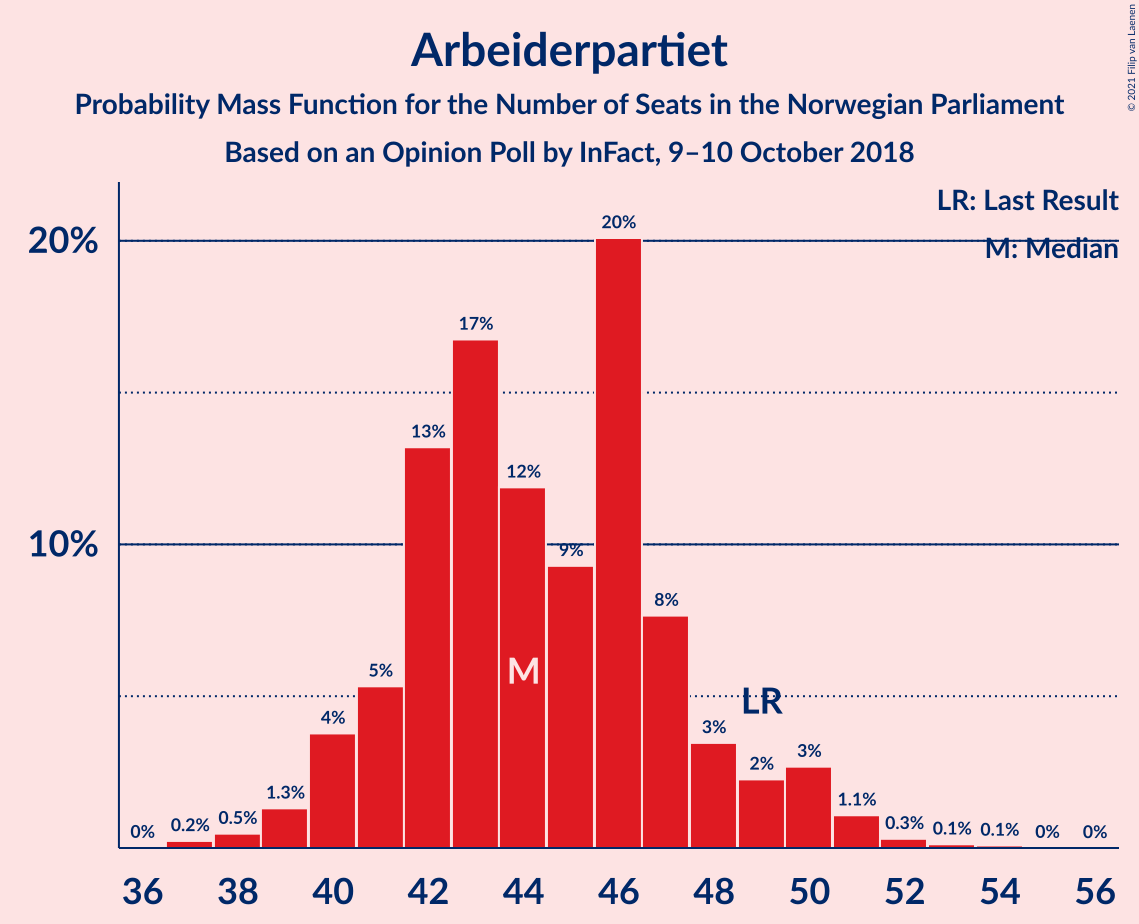 Arbeiderpartiet
Probability Mass Function for the Number of Seats in the Norwegian Parliament
Based on an Opinion Poll by InFact, 9–10 October 2018
© 2021 Filip van Laenen
LR: Last Result
M: Median
20%
10%
0%
0.2%
0.5%
1.3%
4%
5%
13%
17%
12%
9%
20%
8%
3%
2%
3%
1.1%
0.3%
0.1%
0.1%
0%
0%
M
LR
36 38 40 42 44 46 48 50 52 54 56